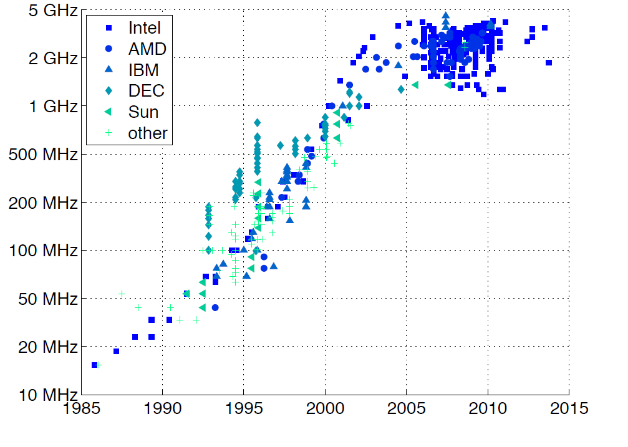 5 GHz
2 GHz
1 GHz
500 MHz
200 MHz
100 MHz
50 MHz
20 MHz
10 MHz
Intel
AMD
IBM
DEC
Sun
other
1985 1990 1995 2000 2005 2010 2015